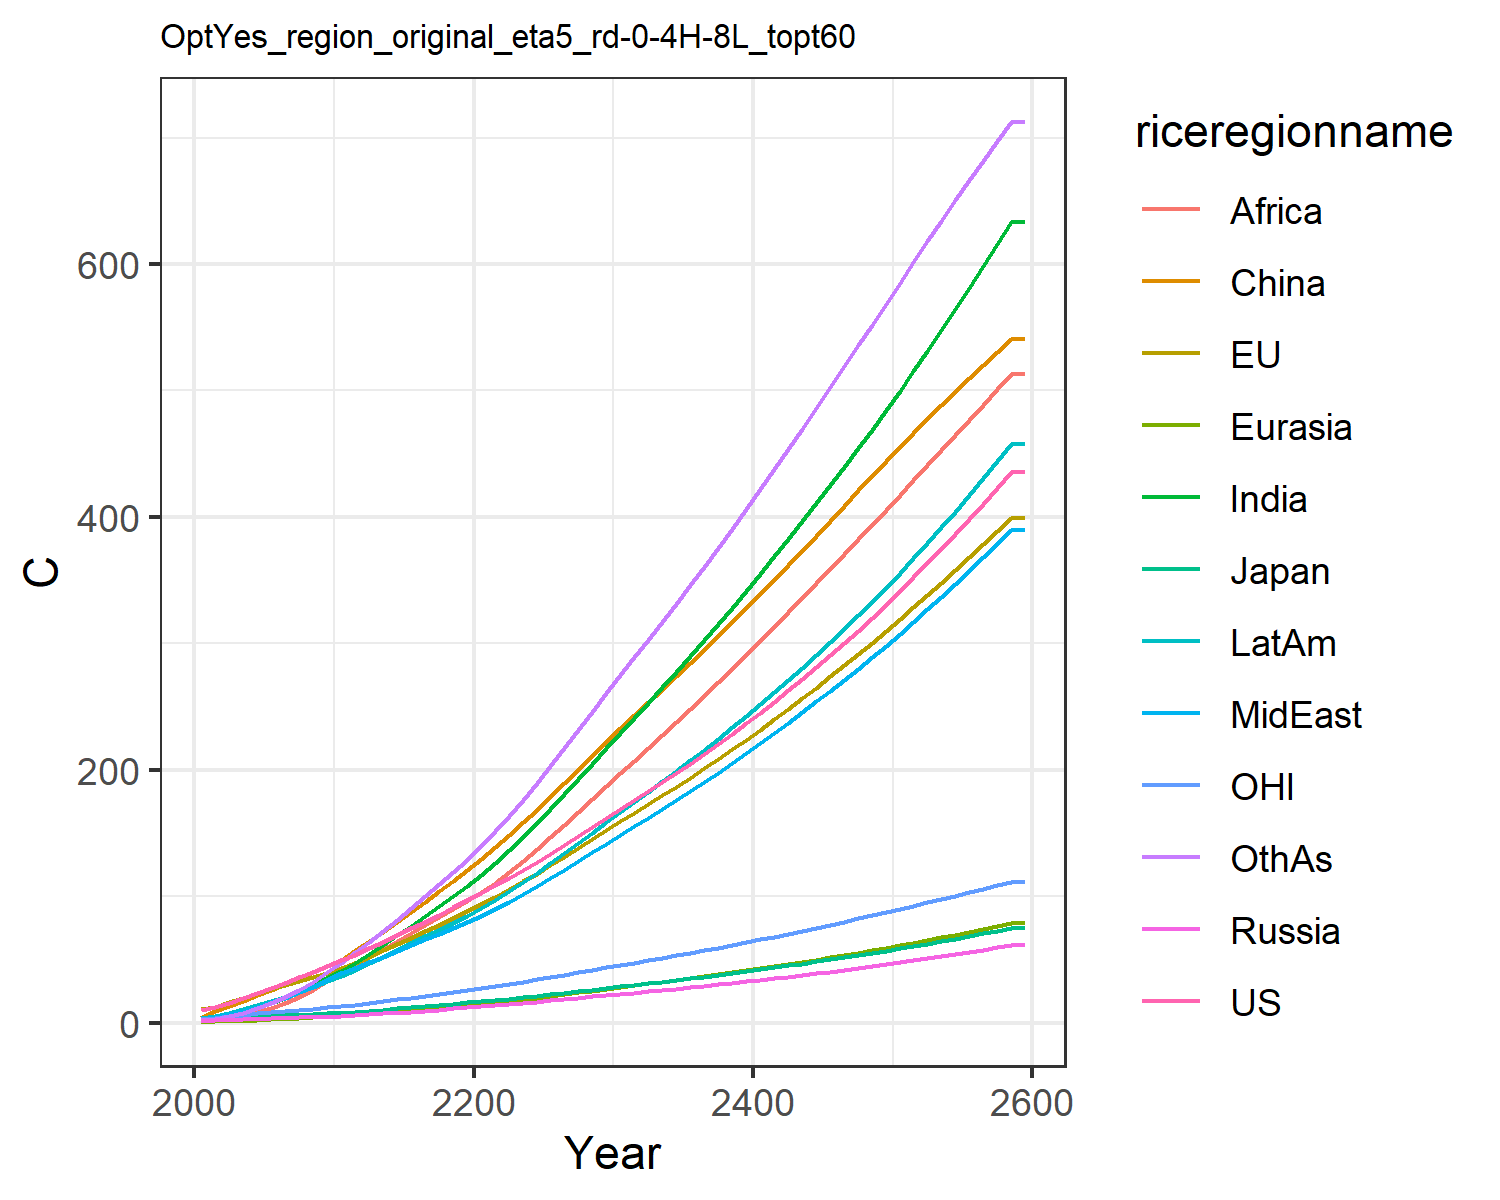 OptYes_region_original_eta5_rd-0-4H-8L_topt60
C
600
400
200
0
2000 2200 2400 2600
Year
riceregionname
Africa
China
EU
Eurasia
India
Japan
LatAm
MidEast
OHI
OthAs
Russia
US